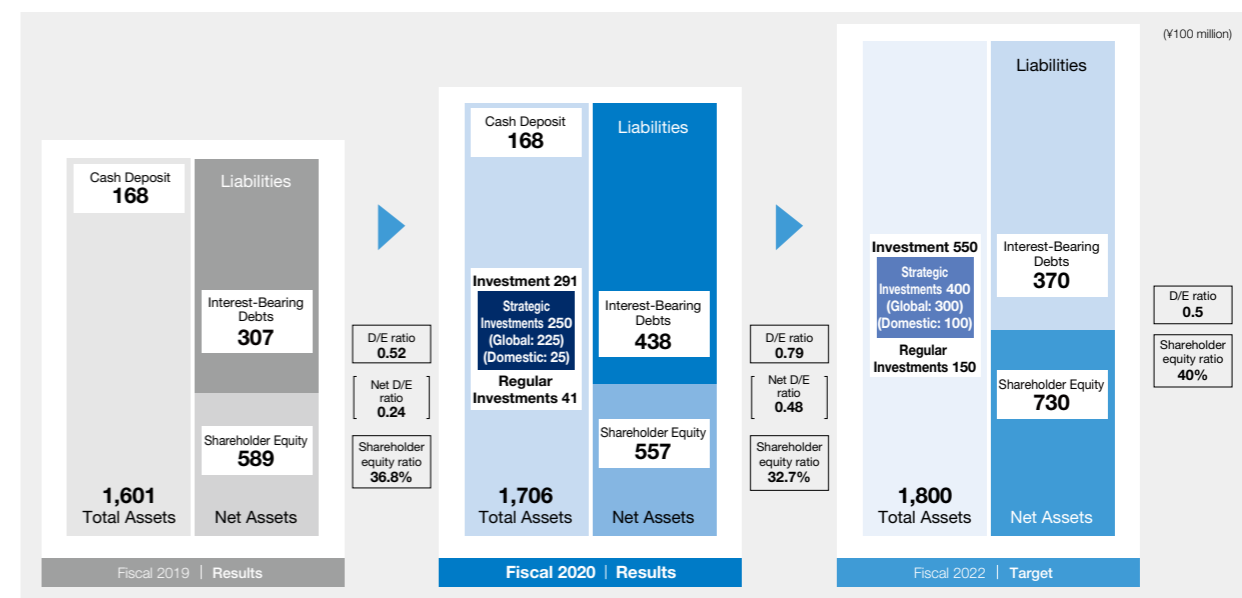 (¥100 million)
Cash Deposit
168
Liabilities
Interest-Bearing
Debts
307
Shareholder Equity
589
1,601
Total Assets
Net Assets
Fiscal 2019 | Results
D/E ratio
0.52
Net D/E
ratio
0.24
Shareholder
equity ratio
36.8%
Cash Deposit
168
Liabilities
Investment 291
Strategic
Investments 250
(Global: 225)
(Domestic: 25)
Regular
Investments 41
Interest-Bearing
Debts
438
Shareholder Equity
557
1,706
Total Assets
Net Assets
Fiscal 2020 | Results
D/E ratio
0.79
Net D/E
ratio
0.48
Shareholder
equity ratio
32.7%
Liabilities
Investment 550
Strategic
Investments 400
(Global: 300)
(Domestic: 100)
Regular
Investments 150
Interest-Bearing
Debts
370
Shareholder Equity
730
1,800
Total Assets
Net Assets
Fiscal 2022 | Target
D/E ratio
0.5
Shareholder
equity ratio
40%